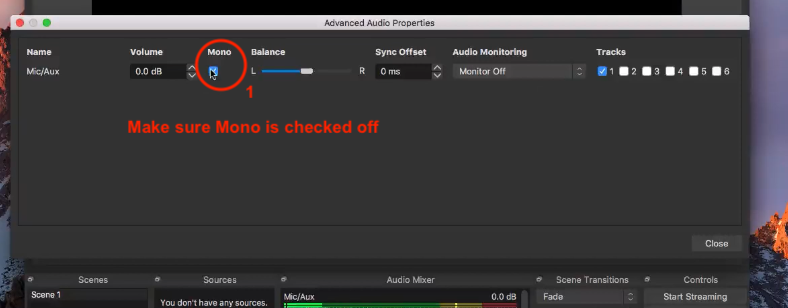 Advanced Audio Properties
Name Volume Mono Balance Sync Offset Audio Monitoring Tracks
Mic/Aux 0.0 dB L R 0 ms Monitor Off 1 2 3 4 5 6
1
Make sure Mono is checked off
Close
Scenes Sources Audio Mixer Scene Transitions Controls
Scene 1 You don't have any sources. Mic/Aux 0.0 dB Fade Start Streaming